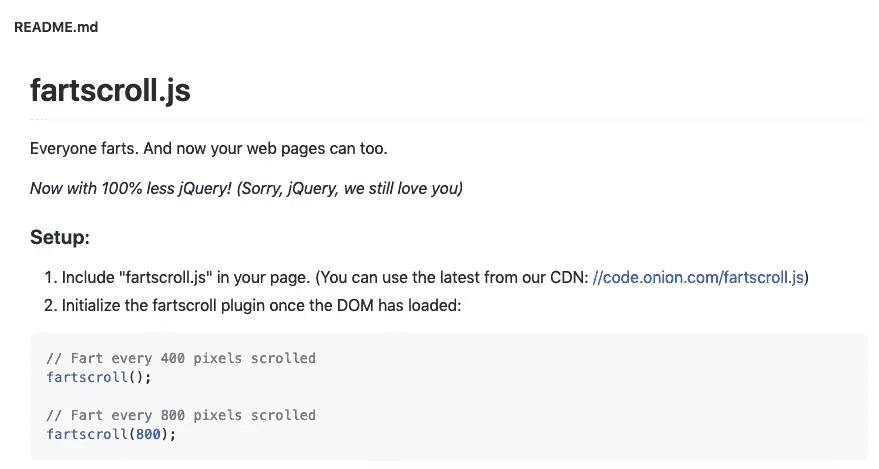 README.md
fartscroll.js
Everyone farts. And now your web pages can too.
Now with 100% less jQuery! (Sorry, jQuery, we still love you)
Setup:
1. Include "fartscroll.js" in your page. (You can use the latest from our CDN: //code.onion.com/fartscroll.js)
2. Initialize the fartscroll plugin once the DOM has loaded:
// Fart every 400 pixels scrolled
fartscroll();
// Fart every 800 pixels scrolled
fartscroll(800);